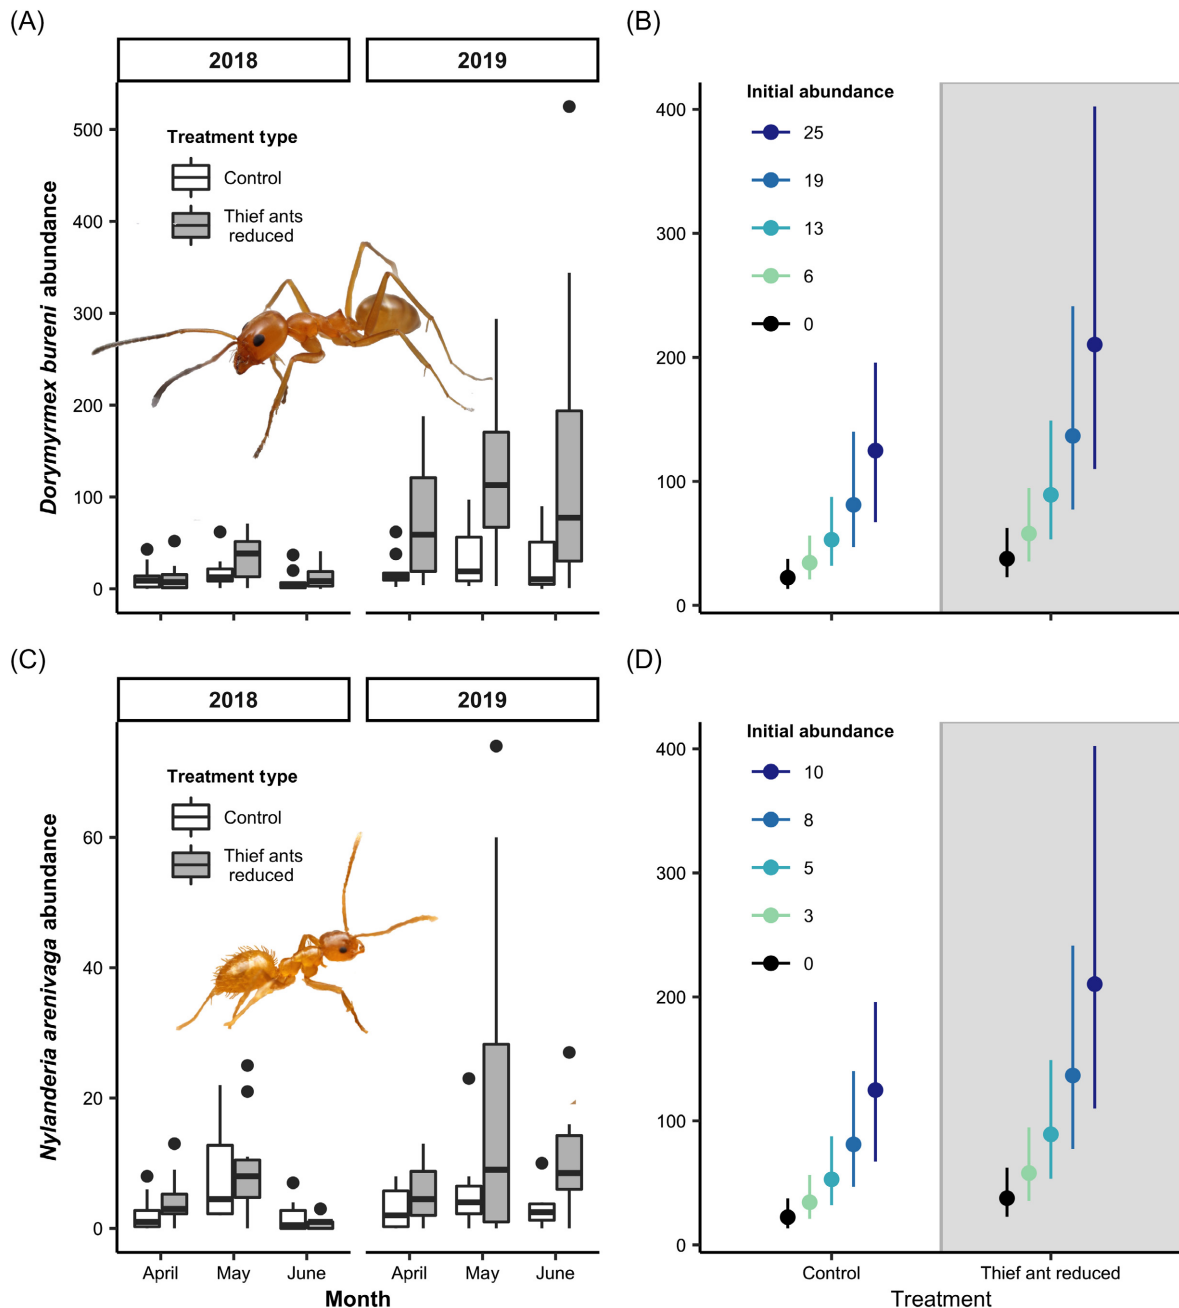 (A)
2018
2019
Dorymyrmex bureni abundance
500
400
300
200
100
0
Treatment type
Control
Thief ants
reduced
(B)
400
300
200
100
0
Initial abundance
25
19
13
6
0
(C)
2018
2019
Nylanderia arenivaga abundance
60
40
20
0
Treatment type
Control
Thief ants
reduced
April
May
June
April
May
June
Month
(D)
400
300
200
100
0
Initial abundance
10
8
5
3
0
Control
Thief ant reduced
Treatment